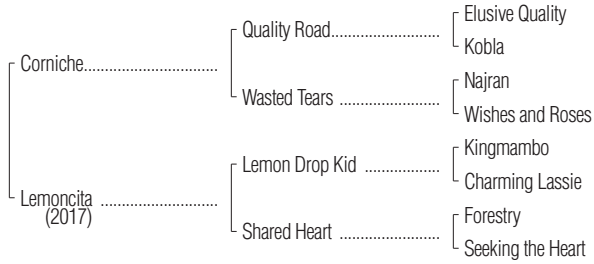 Elusive Quality
Quality Road..............................
Kobla
Corniche.....................................
Najran
Wasted Tears ............................
Wishes and Roses
Kingmambo
Lemon Drop Kid .....................
Charming Lassie
Lemoncita .................................
(2017)
Forestry
Shared Heart ............................
Seeking the Heart